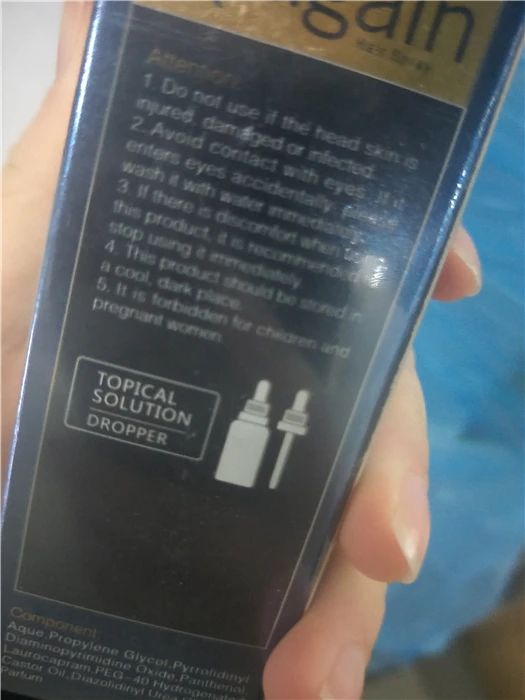 gain
Hair Spray
Attention:
1. Do not use if the head skin is
injured, damaged or infected.
2. Avoid contact with eyes. If it
enters eyes accidentally, please
wash it with water immediately.
3. If there is discomfort when
this product, it is recommended
stop using it immediately.
4. This product should be stored in
a cool, dark place.
5. It is forbidden for children and
pregnant women.
TOPICAL
SOLUTION
DROPPER
Component:
Aque,Propylene Glycol,Pyrrolidinyl
Diaminopyrimidine Oxide,Panthenol,
Laurocapram,PEG-40 Hydrogenated
Castor Oil,Diazolidinyl Urea
Parfum